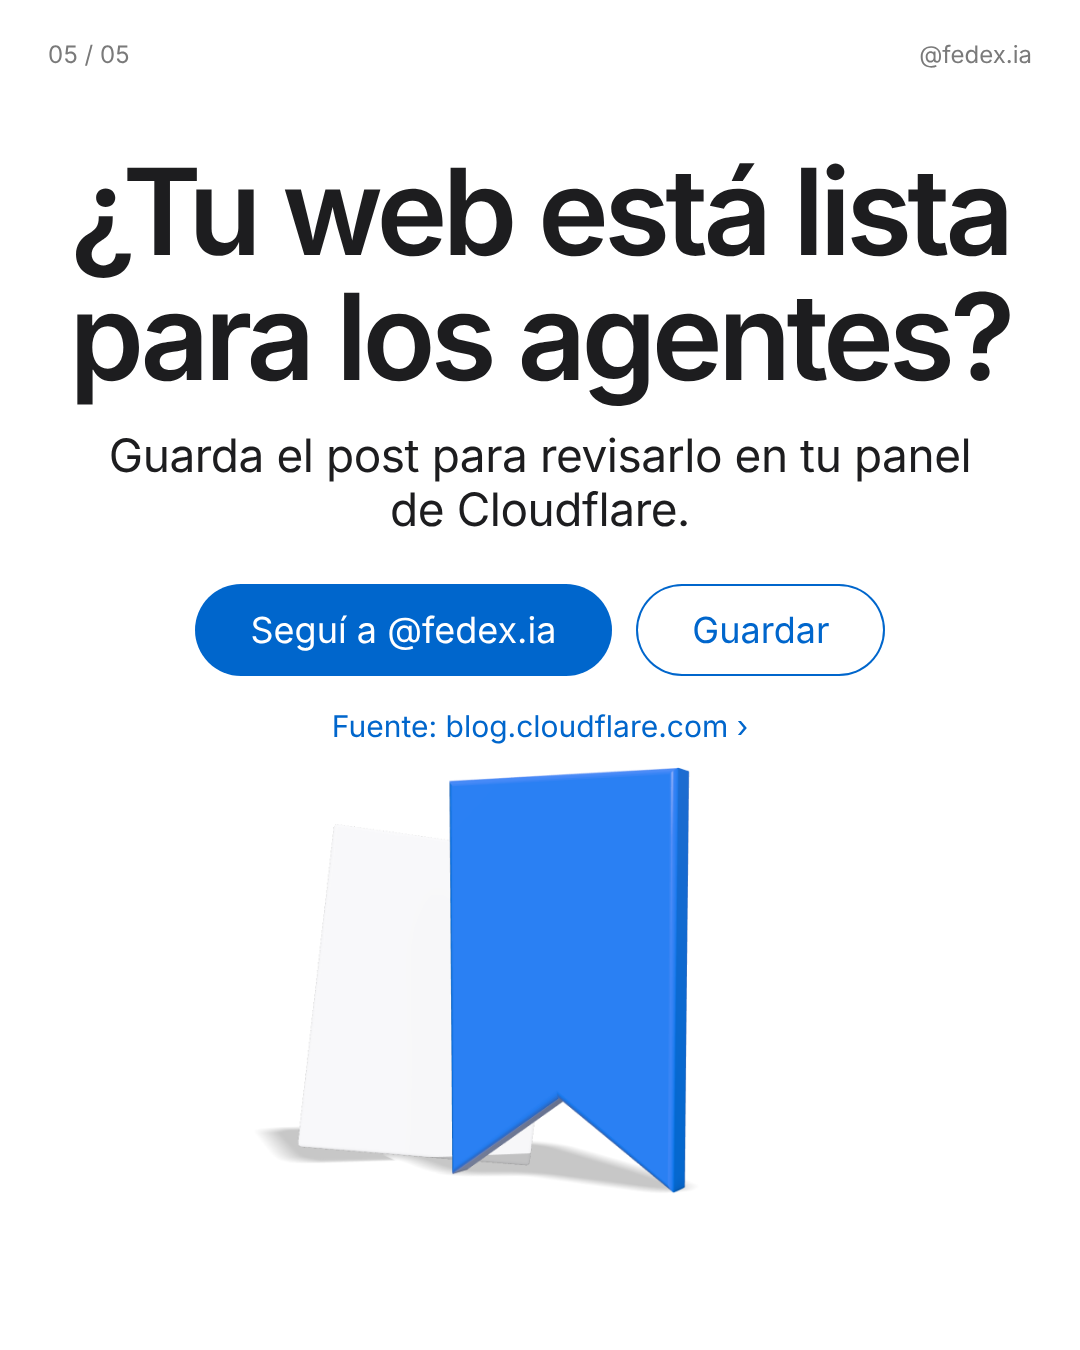 05 / 05
@fedex.ia
¿Tu web está lista
para los agentes?
Guarda el post para revisarlo en tu panel
de Cloudflare.
Seguí a @fedex.ia
Guardar
Fuente: blog.cloudflare.com ›